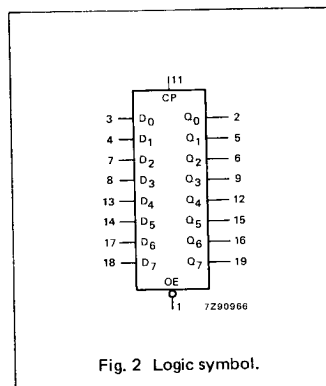 11
CP
3 D0 Q0 2
4 D1 Q1 5
7 D2 Q2 6
8 D3 Q3 9
13 D4 Q4 12
14 D5 Q5 15
17 D6 Q6 16
18 D7 Q7 19
OE
1 7Z90966
Fig. 2 Logic symbol.